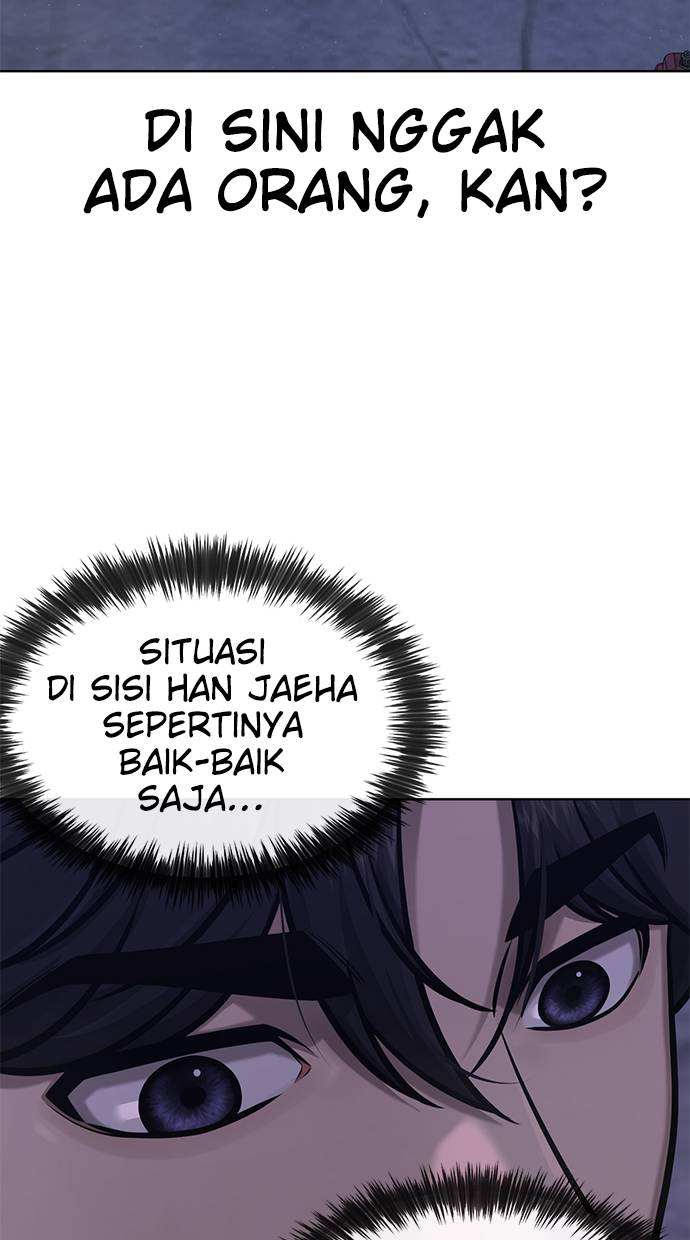 DI SINI NGGAK
ADA ORANG, KAN?
SITUASI
DI SISI HAN JAEHA
SEPERTINYA
BAIK-BAIK
SAJA...